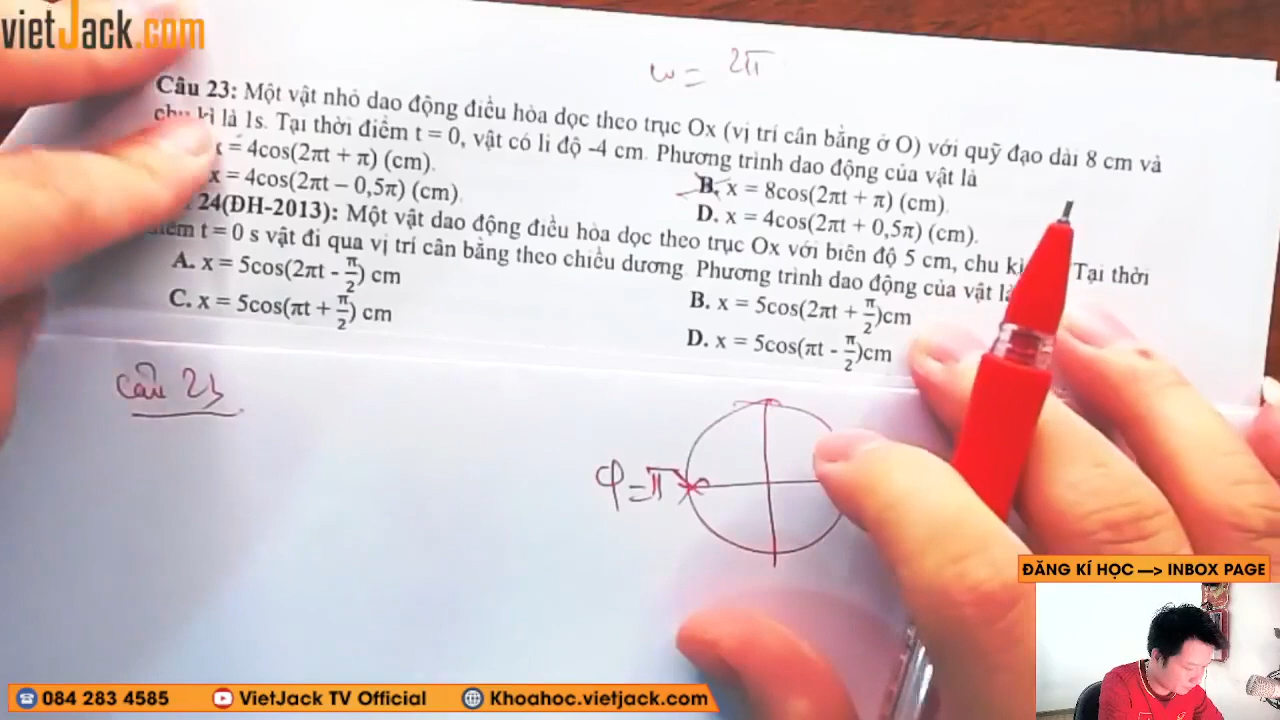 vietJack.com
ω = 2π
Câu 23: Một vật nhỏ dao động điều hòa dọc theo trục Ox (vị trí cân bằng ở O) với quỹ đạo dài 8 cm và
chu kì là 1s. Tại thời điểm t = 0, vật có li độ -4 cm. Phương trình dao động của vật là
x = 4cos(2πt + π) (cm).
B. x = 8cos(2πt + π) (cm).
x = 4cos(2πt – 0,5π) (cm)
D. x = 4cos(2πt + 0,5π) (cm).
24(ĐH-2013): Một vật dao động điều hòa dọc theo trục Ox với biên độ 5 cm, chu kì Tại thời
t = 0 s vật đi qua vị trí cân bằng theo chiều dương. Phương trình dao động của vật là
A. x = 5cos(2πt - π/2) cm
B. x = 5cos(2πt + π/2)cm
C. x = 5cos(πt + π/2) cm
D. x = 5cos(πt - π/2)cm
Câu 23
φ = π
ĐĂNG KÍ HỌC —> INBOX PAGE
084 283 4585
VietJack TV Official
Khoahoc.vietjack.com